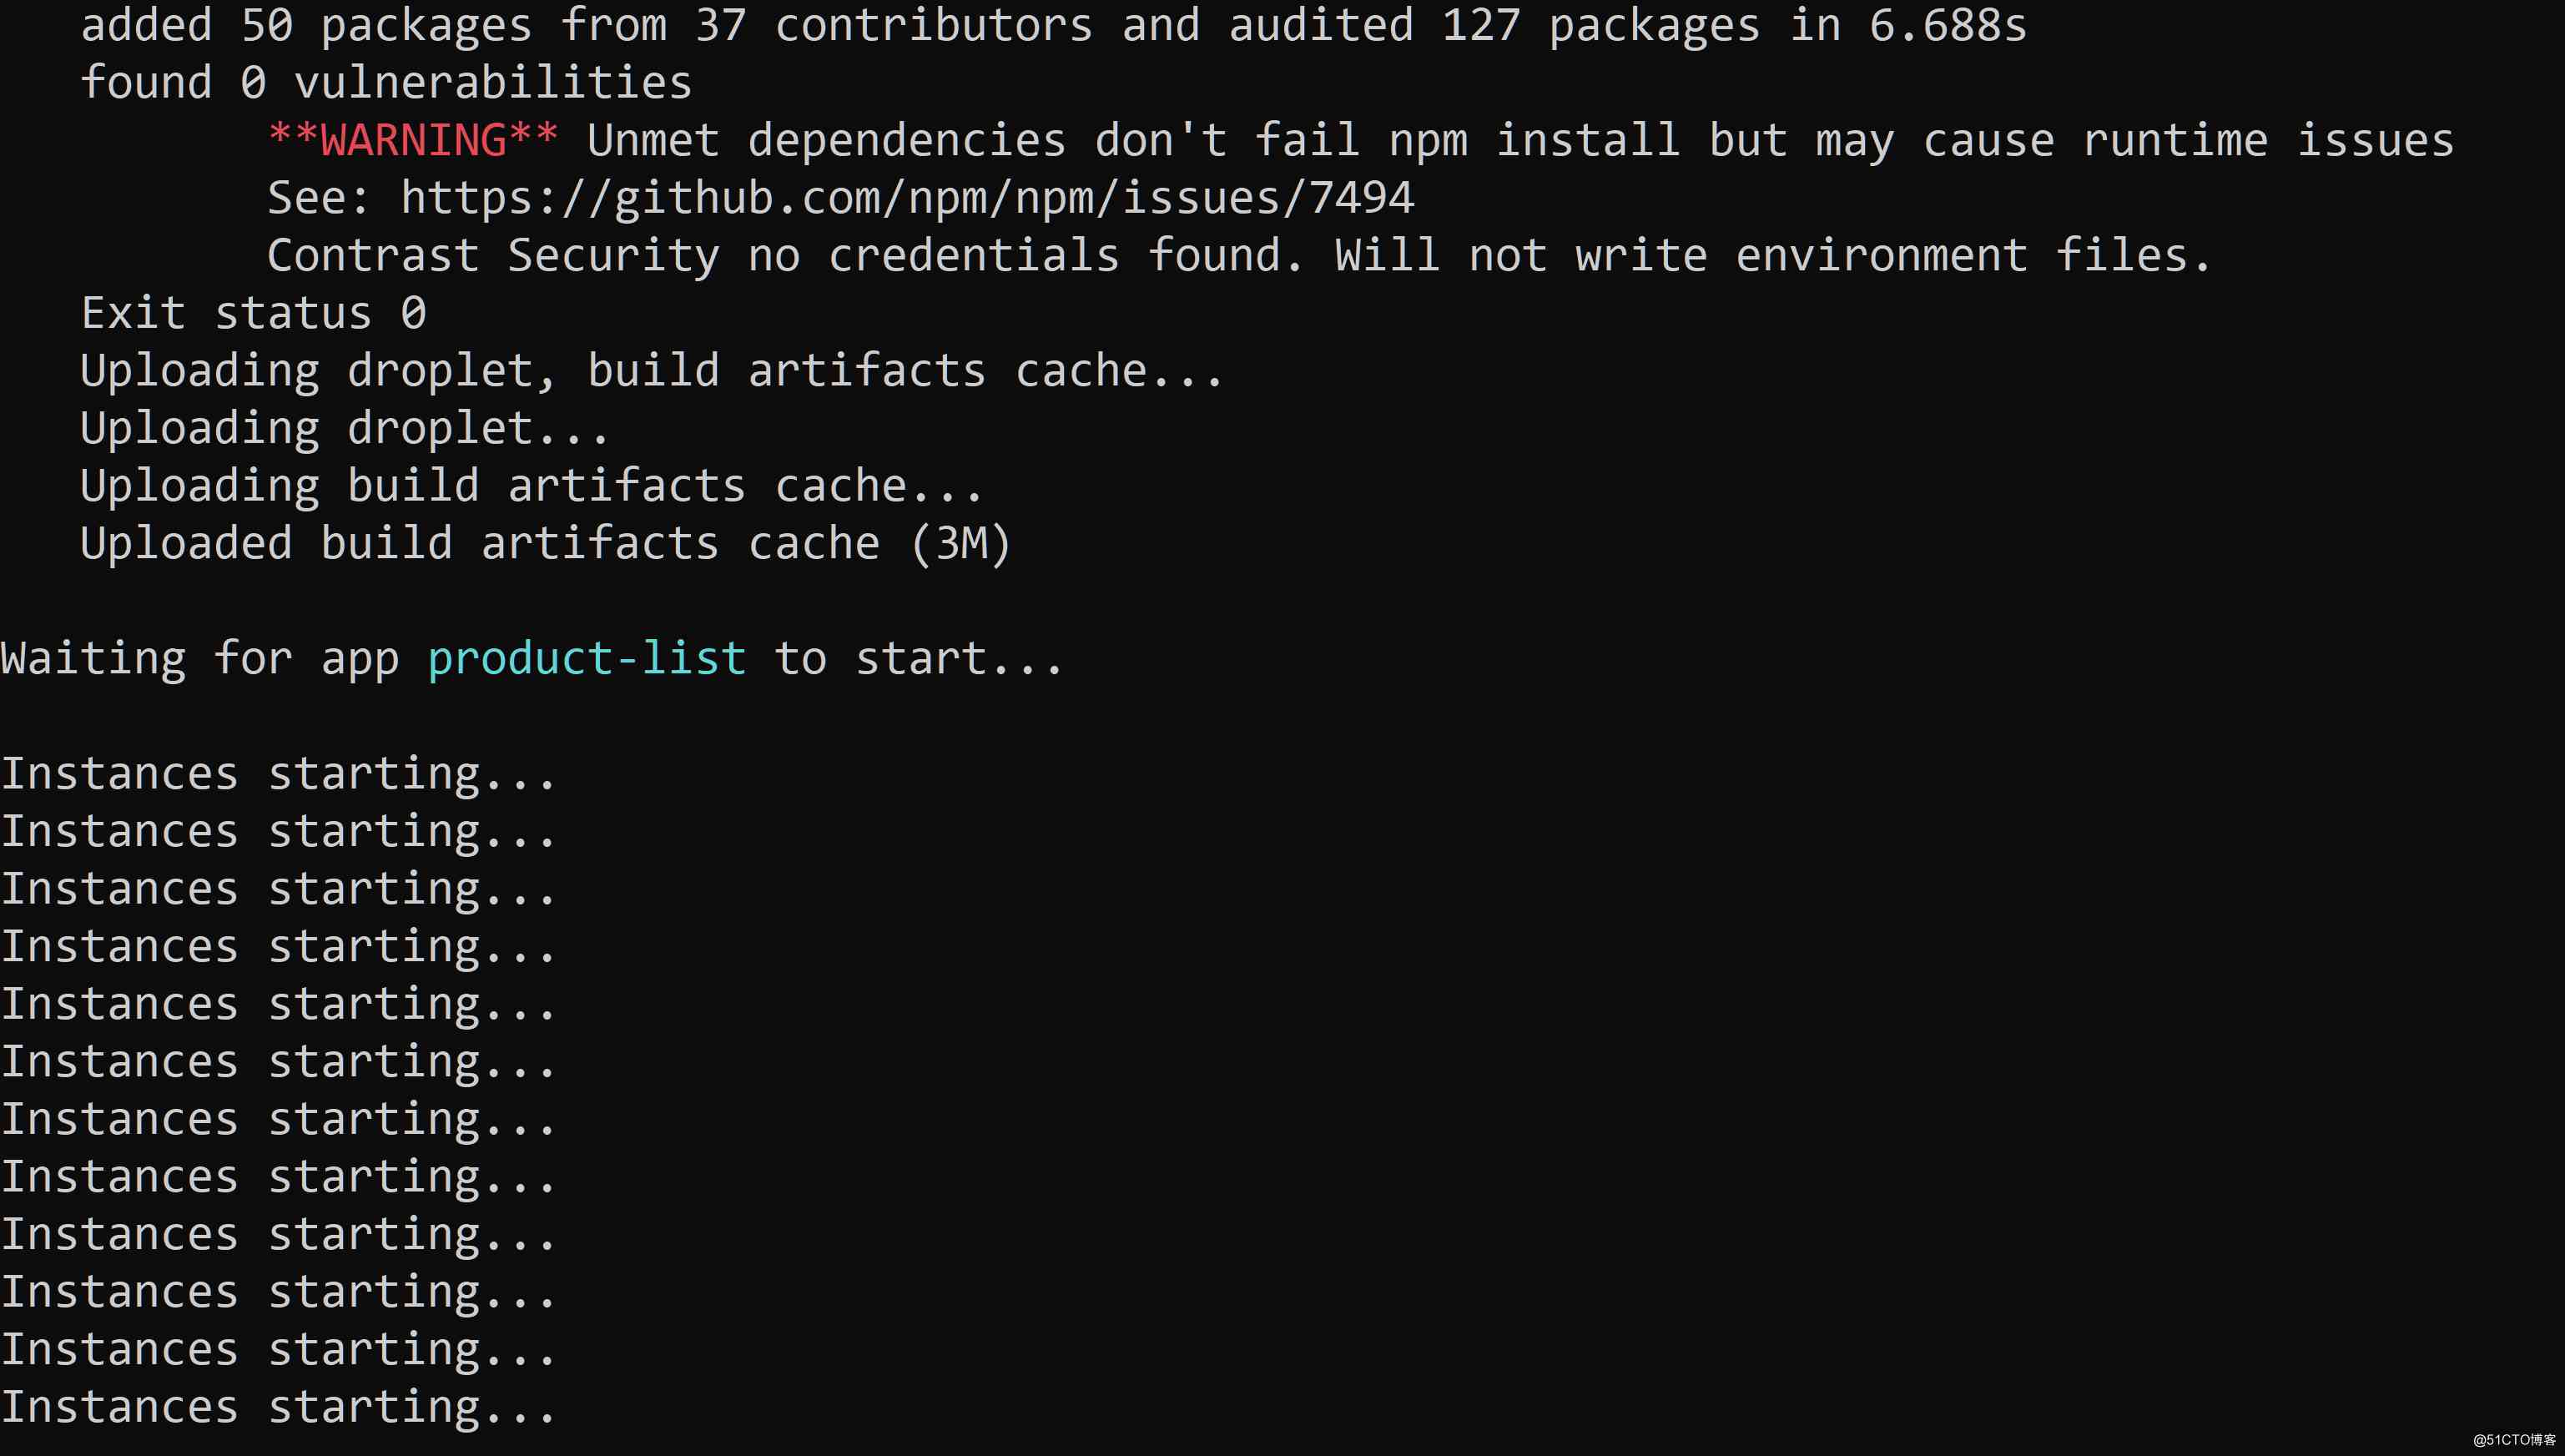 added 50 packages from 37 contributors and audited 127 packages in 6.688s
found 0 vulnerabilities
**WARNING** Unmet dependencies don't fail npm install but may cause runtime issues
See: https://github.com/npm/npm/issues/7494
Contrast Security no credentials found. Will not write environment files.
Exit status 0
Uploading droplet, build artifacts cache...
Uploading droplet...
Uploading build artifacts cache...
Uploaded build artifacts cache (3M)
Waiting for app product-list to start...
Instances starting...
Instances starting...
Instances starting...
Instances starting...
Instances starting...
Instances starting...
Instances starting...
Instances starting...
Instances starting...
Instances starting...
Instances starting...
Instances starting...
@51CTO博客